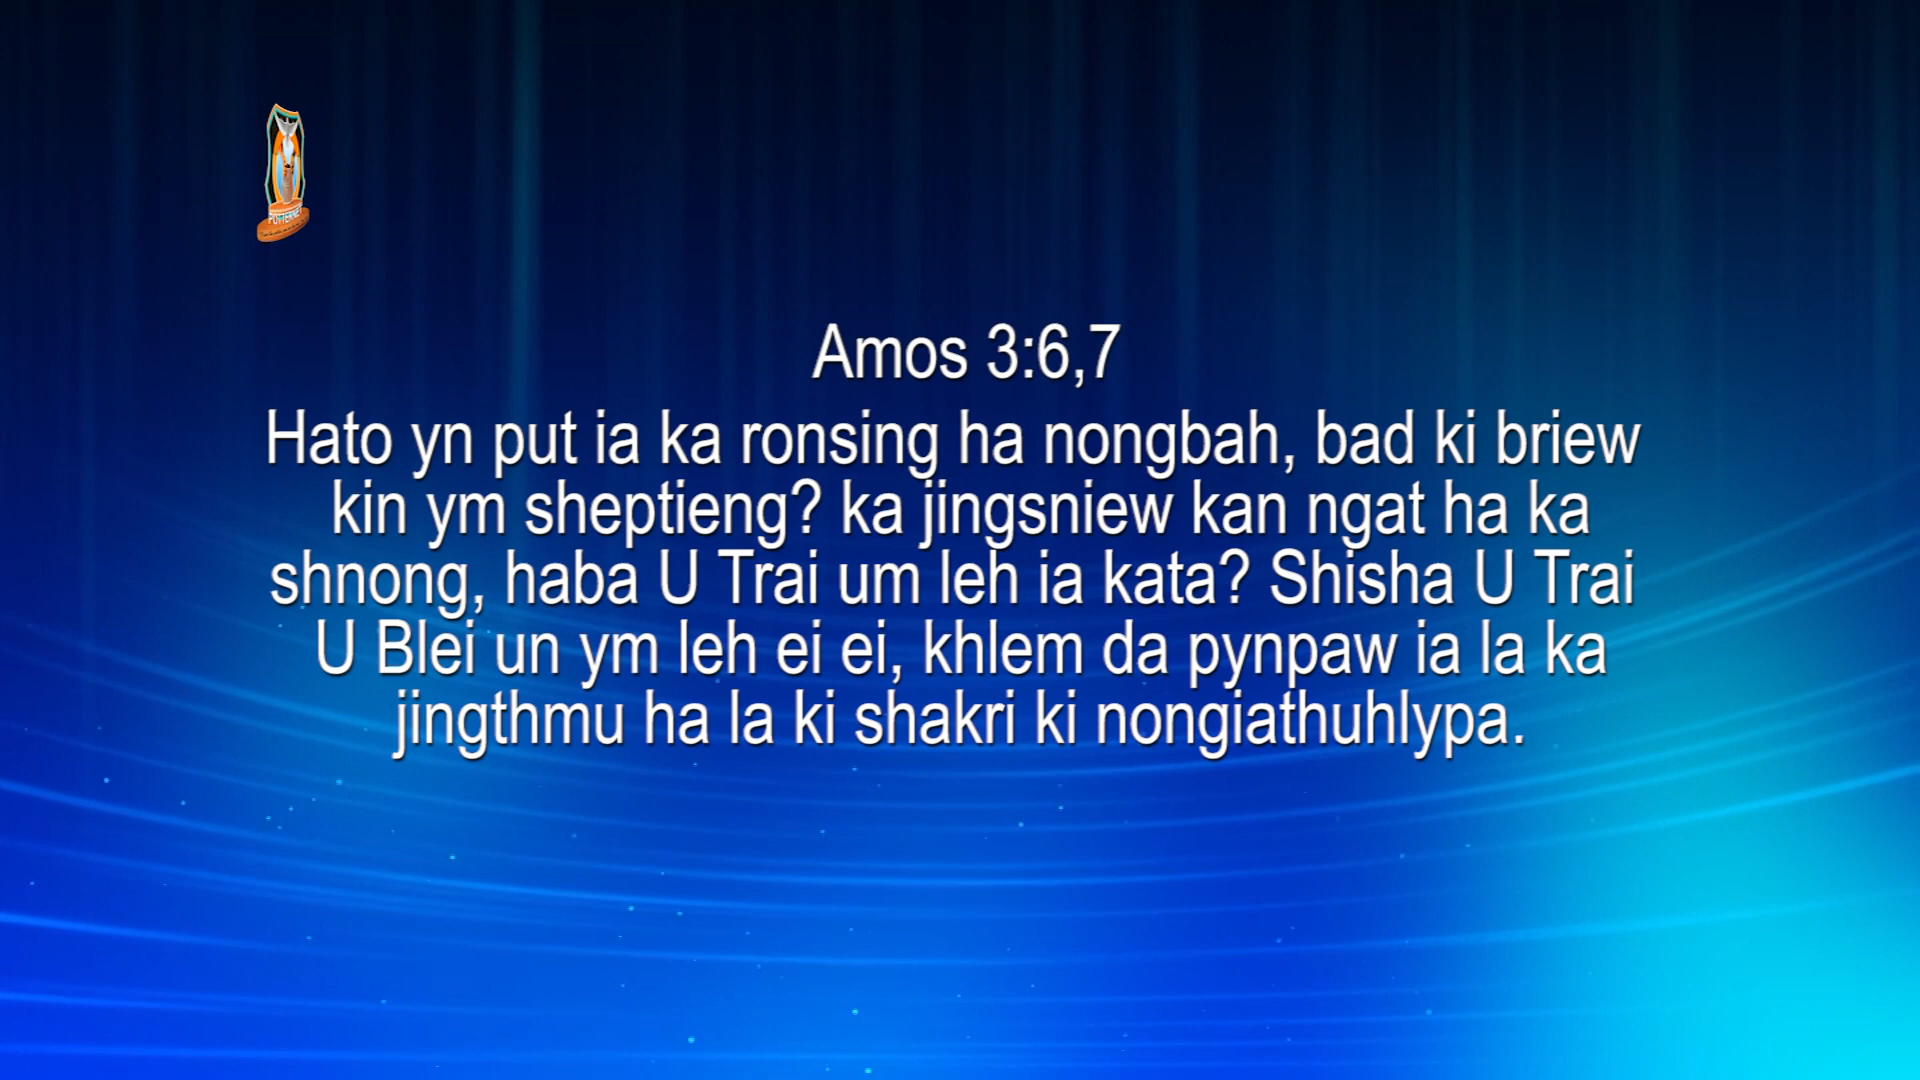 POTTERNET
Amos 3:6,7
Hato yn put ia ka ronsing ha nongbah, bad ki briew
kin ym sheptieng? ka jingsniew kan ngat ha ka
shnong, haba U Trai um leh ia kata? Shisha U Trai
U Blei un ym leh ei ei, khlem da pynpaw ia la ka
jingthmu ha la ki shakri ki nongiathuhlypa.